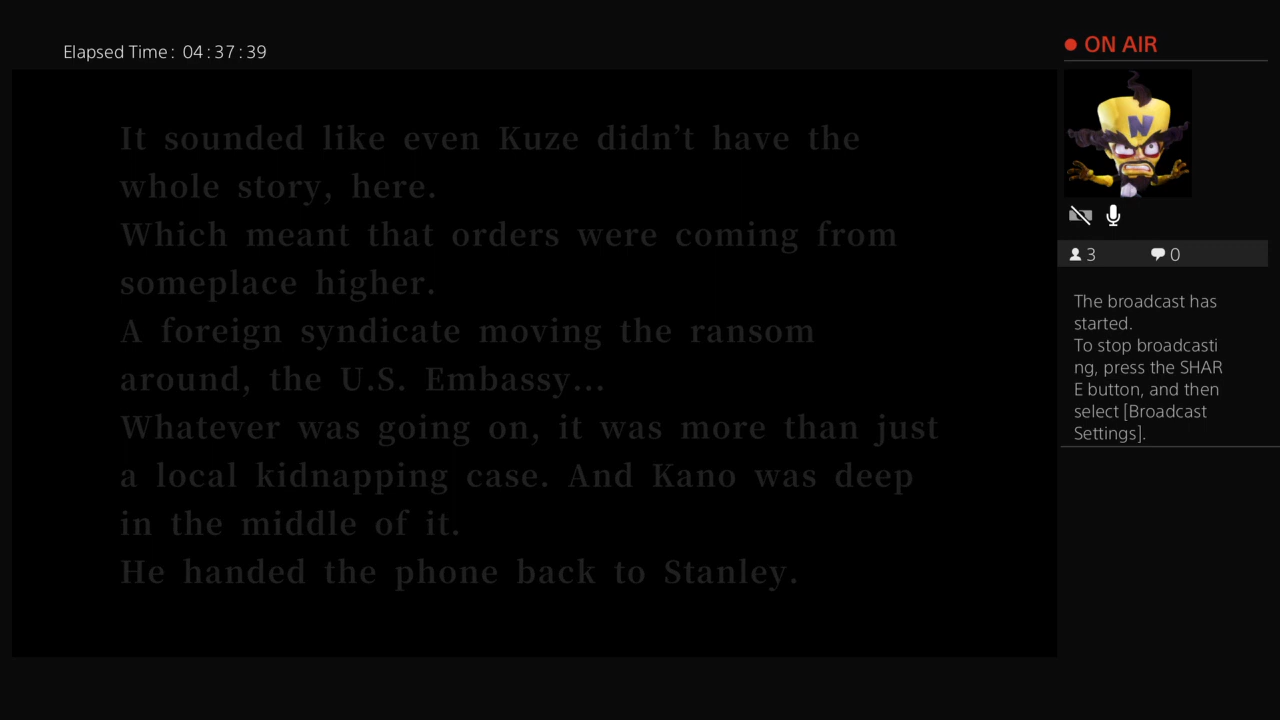 Elapsed Time: 04:37:39
ON AIR
N
It sounded like even Kuze didn't have the
whole story, here.
Which meant that orders were coming from
someplace higher.
A foreign syndicate moving the ransom
around, the U.S. Embassy...
Whatever was going on, it was more than just
a local kidnapping case. And Kano was deep
in the middle of it.
He handed the phone back to Stanley.
3
0
The broadcast has
started.
To stop broadcasti
ng, press the SHAR
E button, and then
select [Broadcast
Settings].